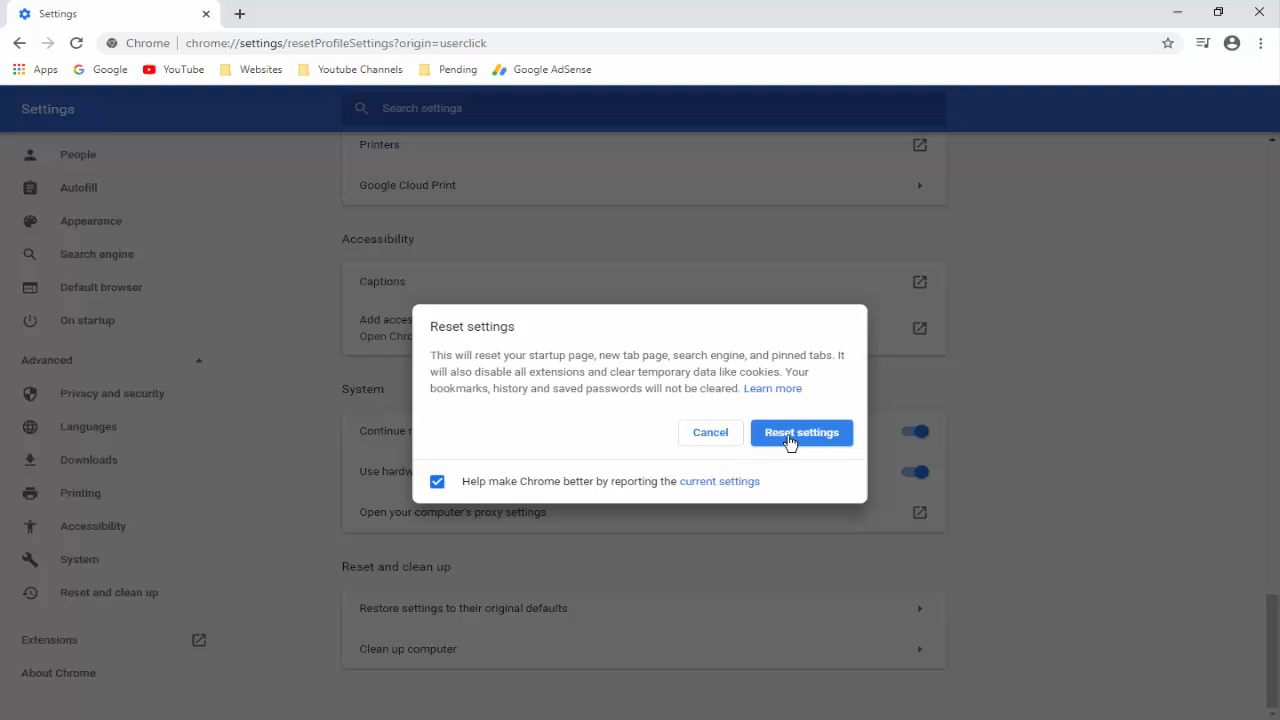 Settings
Chrome
chrome://settings/resetProfileSettings?origin=userclick
Apps
Google
YouTube
Websites
Youtube Channels
Pending
Google AdSense
Settings
Search settings
People
Autofill
Appearance
Search engine
Default browser
On startup
Advanced
Privacy and security
Languages
Downloads
Printing
Accessibility
System
Reset and clean up
Extensions
About Chrome
Printers
Google Cloud Print
Accessibility
Captions
Add acces
Open Chro
System
Continue r
Use hardw
Open your computer's proxy settings
Reset and clean up
Restore settings to their original defaults
Clean up computer
Reset settings
This will reset your startup page, new tab page, search engine, and pinned tabs. It
will also disable all extensions and clear temporary data like cookies. Your
bookmarks, history and saved passwords will not be cleared. Learn more
Cancel
Reset settings
Help make Chrome better by reporting the current settings